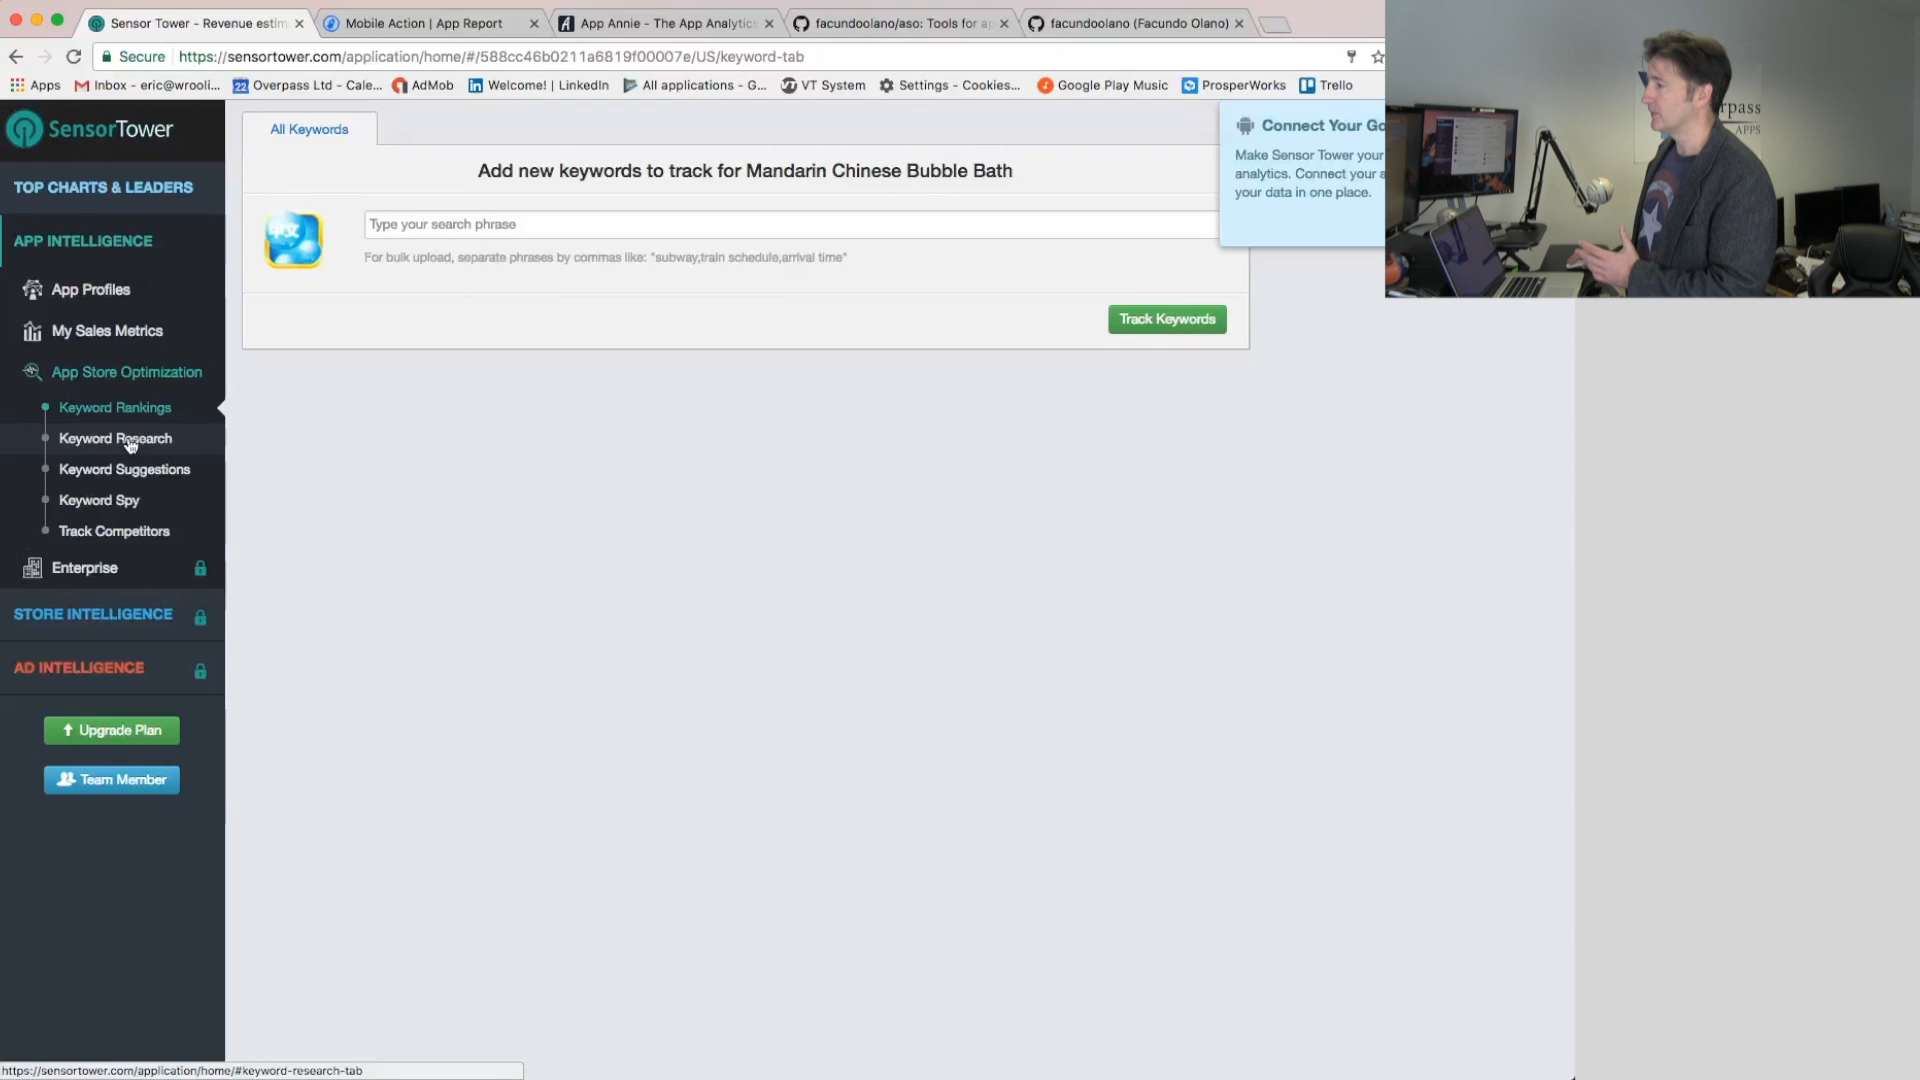 Sensor Tower - Revenue estim
Mobile Action | App Report
App Annie - The App Analytics
facundoolano/aso: Tools for ap
facundoolano (Facundo Olano)
Secure
https://sensortower.com/application/home/#/588cc46b0211a6819f00007e/US/keyword-tab
Apps
Inbox - eric@wrooli...
22
Overpass Ltd - Cale...
AdMob
Welcome! | LinkedIn
All applications - G...
VT System
Settings - Cookies...
Google Play Music
ProsperWorks
Trello
SensorTower
TOP CHARTS & LEADERS
APP INTELLIGENCE
App Profiles
My Sales Metrics
App Store Optimization
Keyword Rankings
Keyword Research
Keyword Suggestions
Keyword Spy
Track Competitors
Enterprise
STORE INTELLIGENCE
AD INTELLIGENCE
Upgrade Plan
Team Member
All Keywords
Add new keywords to track for Mandarin Chinese Bubble Bath
中文
Type your search phrase
For bulk upload, separate phrases by commas like: "subway,train schedule,arrival time"
Track Keywords
Connect Your Go
Make Sensor Tower your
analytics. Connect your a
your data in one place.
rpass
APPS
https://sensortower.com/application/home/#keyword-research-tab